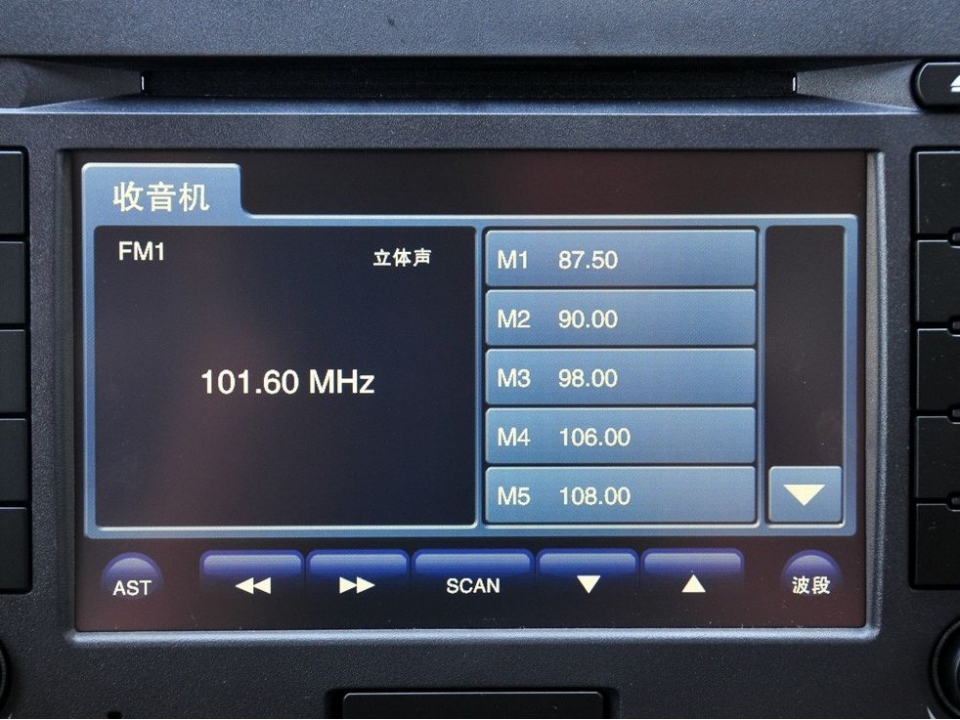 收音机
FM1 立体声
101.60 MHz
M1 87.50
M2 90.00
M3 98.00
M4 106.00
M5 108.00
AST SCAN 波段